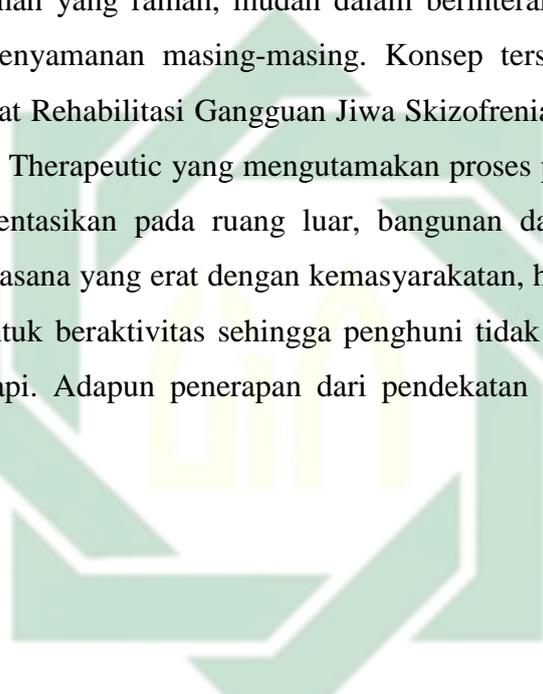 yang ramah, mudah dalam
enyamanan masing-masing. Konsep ters
at Rehabilitasi Gangguan Jiwa Skizofrenia
Therapeutic yang mengutamakan proses p
entasikan pada ruang luar, bangunan da
asana yang erat dengan kemasyarakatan, h
tuk beraktivitas sehingga penghuni tidak
api. Adapun penerapan dari pendekatan